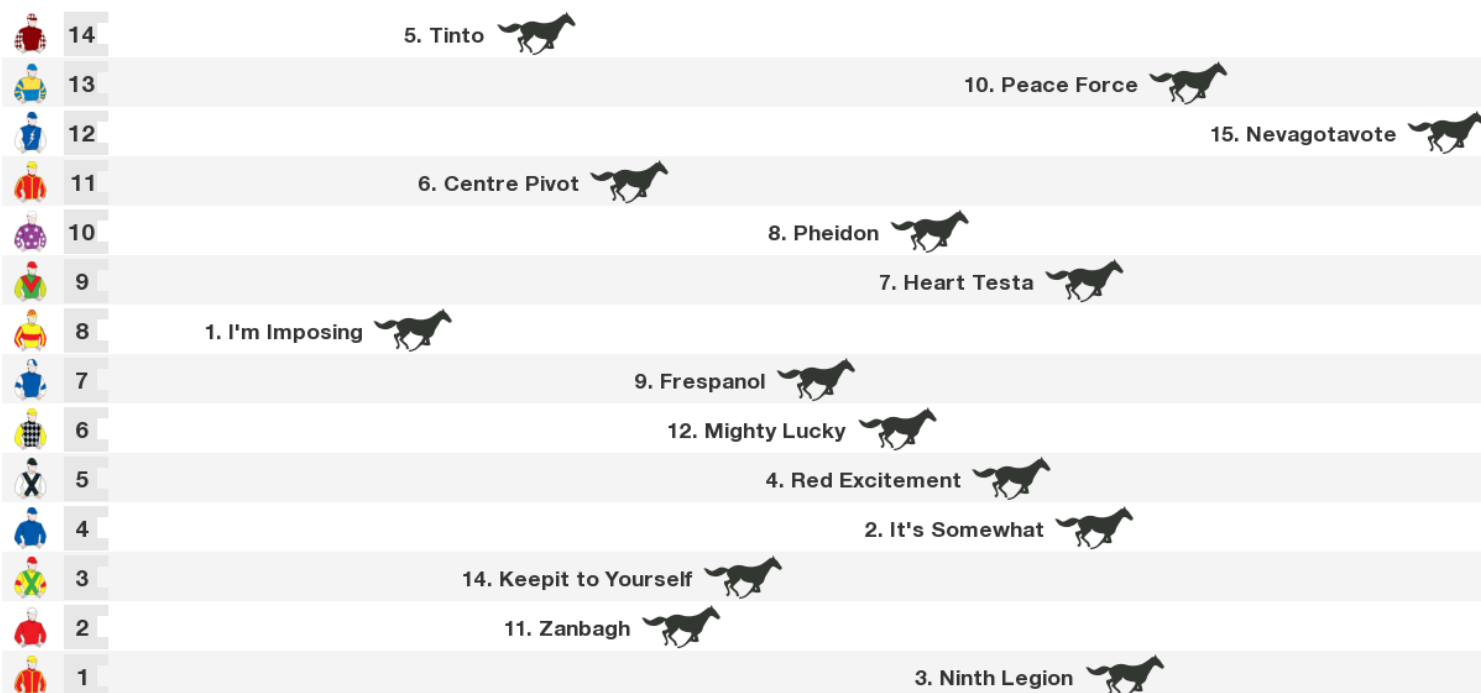 14 5. Tinto
13 10. Peace Force
12 15. Nevagotavote
11 6. Centre Pivot
10 8. Pheidon
9 7. Heart Testa
8 1. I'm Imposing
7 9. Frespanol
6 12. Mighty Lucky
5 4. Red Excitement
4 2. It's Somewhat
3 14. Keepit to Yourself
2 11. Zanbagh
1 3. Ninth Legion